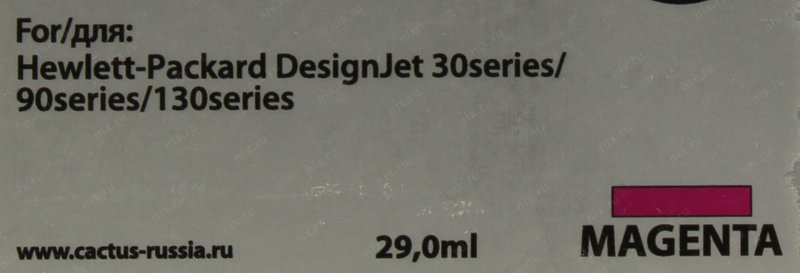 For/для:
Hewlett-Packard DesignJet 30series/
90series/130series
www.cactus-russia.ru
29,0ml
MAGENTA